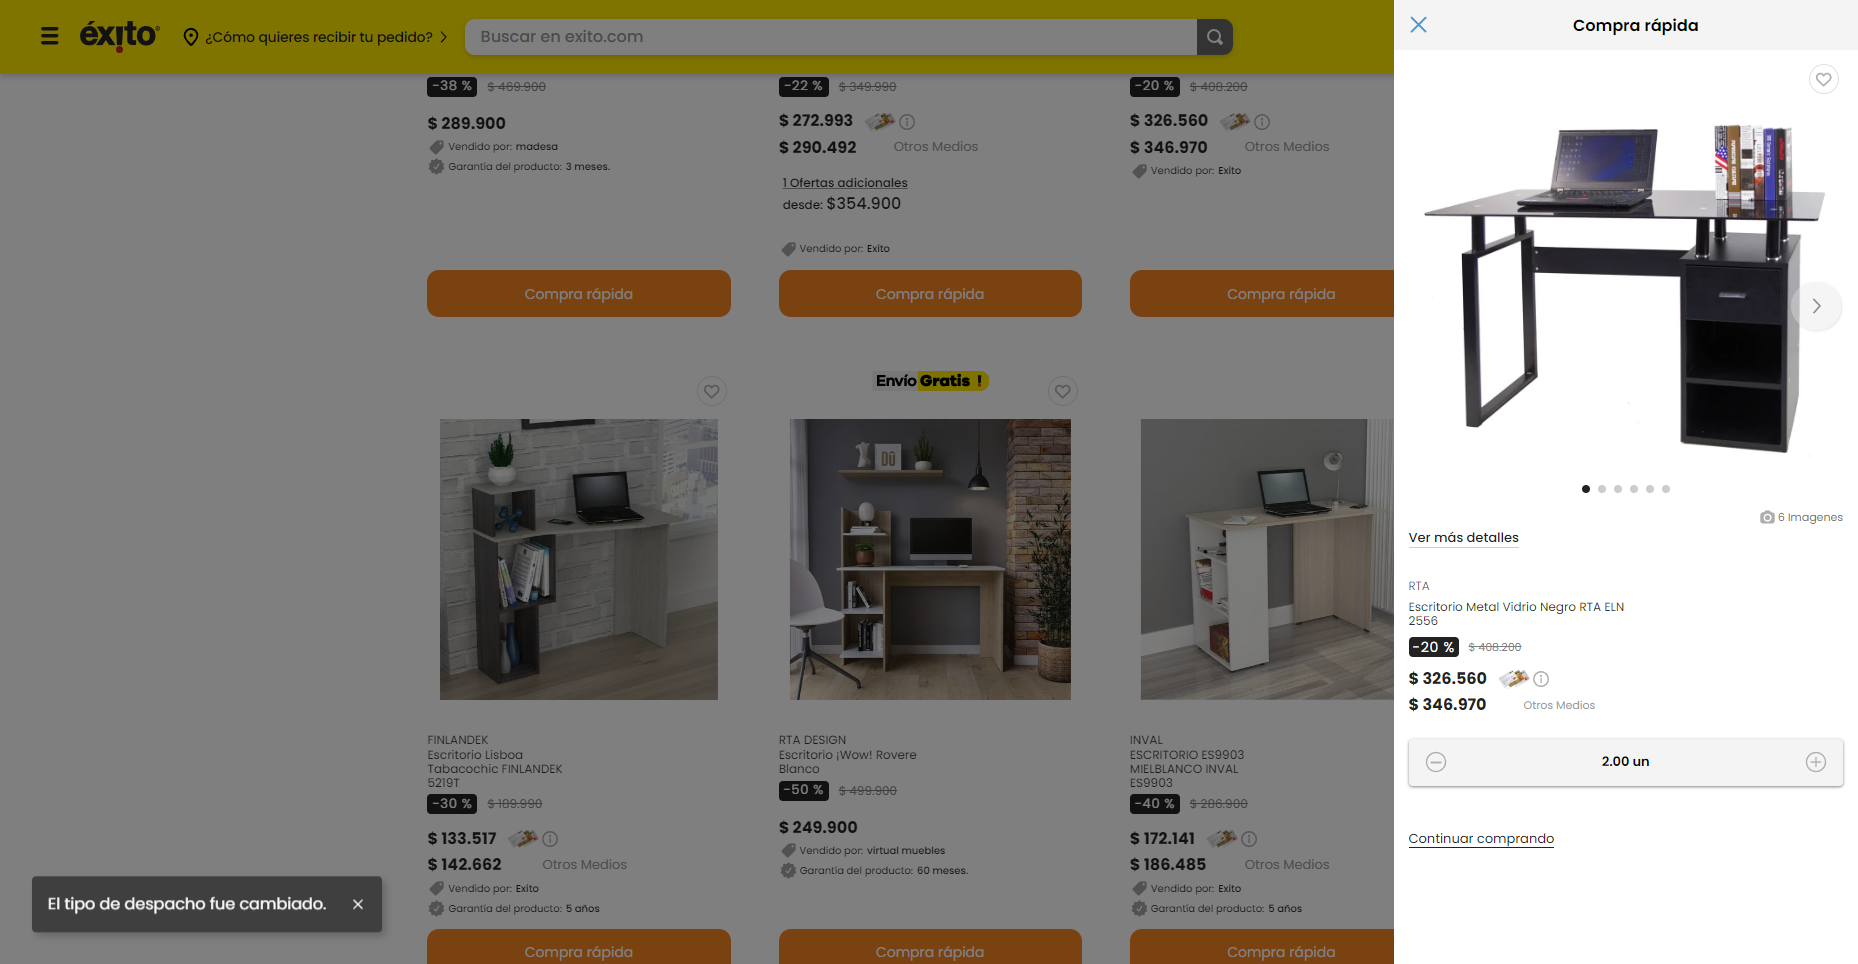 éxito
¿Cómo quieres recibir tu pedido?
Buscar en exito.com
-38 % $ 469.900
$ 289.900
Vendido por: madesa
Garantía del producto: 3 meses.
-22 % $ 349.990
$ 272.993
$ 290.492 Otros Medios
1 Ofertas adicionales
desde: $354.900
Vendido por: Exito
-20 % $ 408.200
$ 326.560
$ 346.970 Otros Medios
Vendido por: Exito
Compra rápida
Compra rápida
Compra rápida
Envío Gratis !
FINLANDEK
Escritorio Lisboa
Tabacochic FINLANDEK
5219T
-30 % $ 189.990
$ 133.517
$ 142.662 Otros Medios
Vendido por: Exito
Garantía del producto: 5 años
RTA DESIGN
Escritorio ¡Wow! Rovere
Blanco
-50 % $ 499.900
$ 249.900
Vendido por: virtual muebles
Garantía del producto: 60 meses.
INVAL
ESCRITORIO ES9903
MIELBLANCO INVAL
ES9903
-40 % $ 286.900
$ 172.141
$ 186.485 Otros Medios
Vendido por: Exito
Garantía del producto: 5 años
Compra rápida
Compra rápida
Compra rápida
El tipo de despacho fue cambiado.
Compra rápida
6 Imagenes
Ver más detalles
RTA
Escritorio Metal Vidrio Negro RTA ELN
2556
-20 % $ 408.200
$ 326.560
$ 346.970 Otros Medios
2.00 un
Continuar comprando